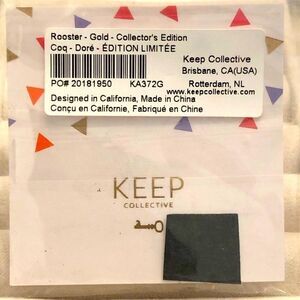 Rooster - Gold - Collector's Edition
Coq - Doré - ÉDITION LIMITÉE
Keep Collective
Brisbane, CA(USA)
PO# 20181950 KA372G Rotterdam, NL
www.keepcollective.com
Designed in California, Made in China
Conçu en Californie, Fabriqué en Chine
KEEP
COLLECTIVE